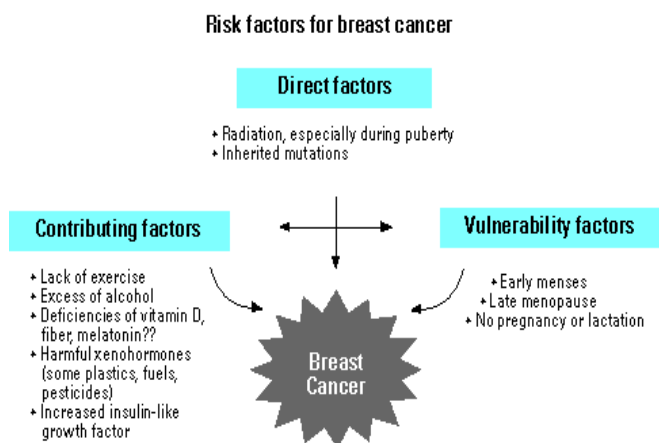 Risk factors for breast cancer
Direct factors
+ Radiation, especially during puberty
+ Inherited mutations
Contributing factors
+ Lack of exercise
+ Excess of alcohol
+ Deficiencies of vitamin D,
fiber, melatonin??
+ Harmful xenohormones
(some plastics, fuels,
pesticides)
+ Increased insulin-like
growth factor
Vulnerability factors
+ Early menses
+ Late menopause
+ No pregnancy or lactation
Breast
Cancer